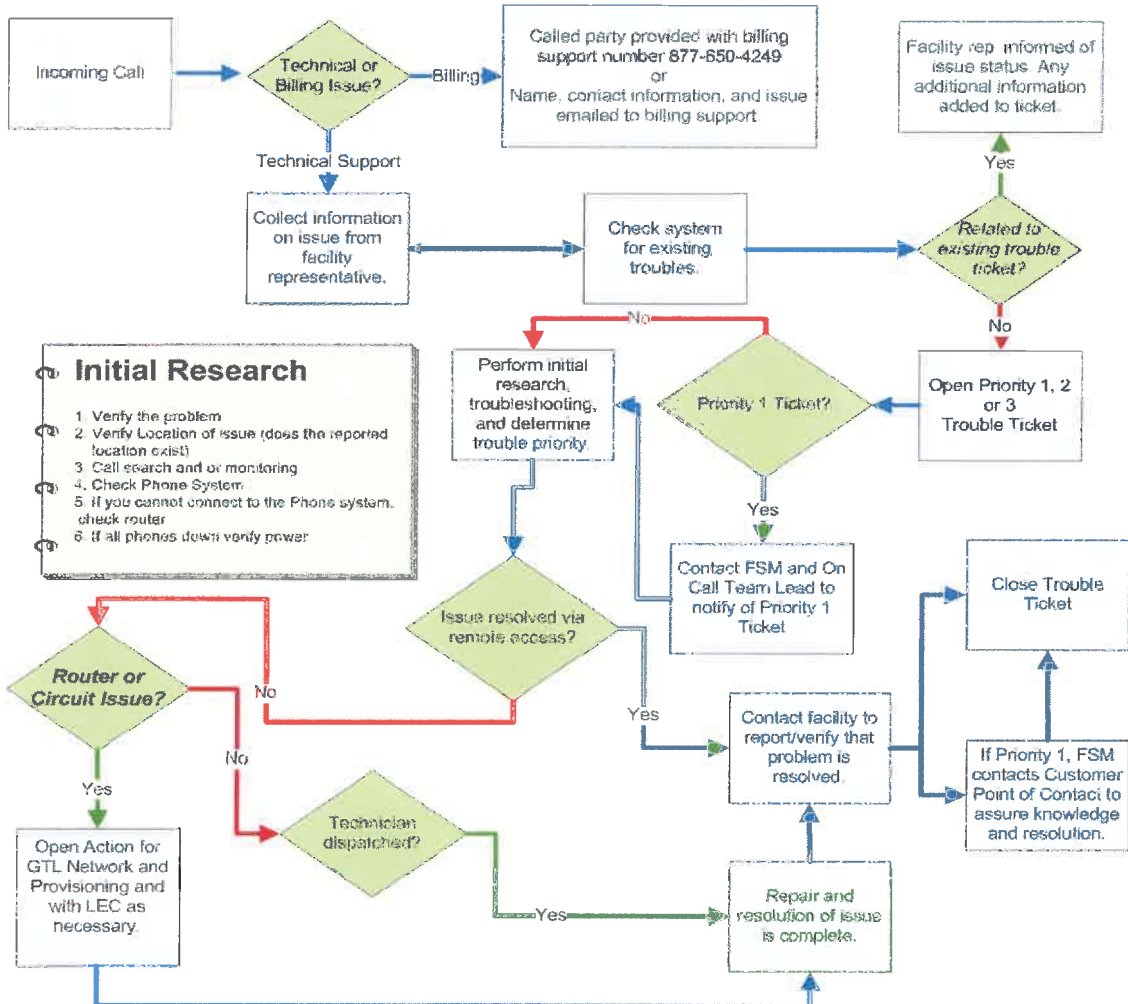 Incoming Call
Technical or
Billing Issue?
Billing
Called party provided with billing
support number 877-650-4249
or
Name, contact information, and issue
emailed to billing support
Facility rep informed of
issue status. Any
additional information
added to ticket.
Technical Support
Yes
Collect information
on issue from
facility
representative.
Check system
for existing
troubles.
Related to
existing trouble
ticket?
No
No
Initial Research
1. Verify the problem
2. Verify Location of issue (does the reported
location exist)
3. Call search and or monitoring
4. Check Phone System
5. If you cannot connect to the Phone system,
check router
6. If all phones down verify power
Perform initial
research,
troubleshooting,
and determine
trouble priority.
Priority 1 Ticket?
Open Priority 1, 2
or 3
Trouble Ticket
Yes
Contact FSM and On
Call Team Lead to
notify of Priority 1
Ticket
Close Trouble
Ticket
Issue resolved via
remote access?
Router or
Circuit Issue?
No
Yes
No
Contact facility to
report/verify that
problem is
resolved.
If Priority 1, FSM
contacts Customer
Point of Contact to
assure knowledge
and resolution.
Yes
Technician
dispatched?
Open Action for
GTL Network and
Provisioning and
with LEC as
necessary.
Yes
Repair and
resolution of issue
is complete.